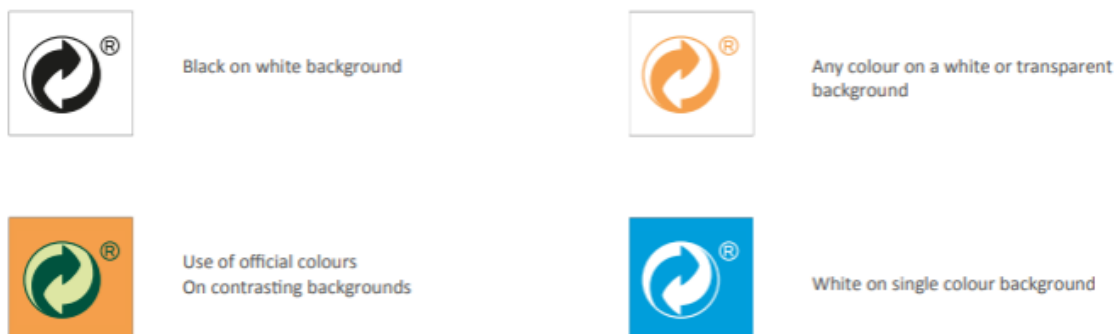 ®
Black on white background
®
Any colour on a white or transparent
background
®
Use of official colours
On contrasting backgrounds
®
White on single colour background